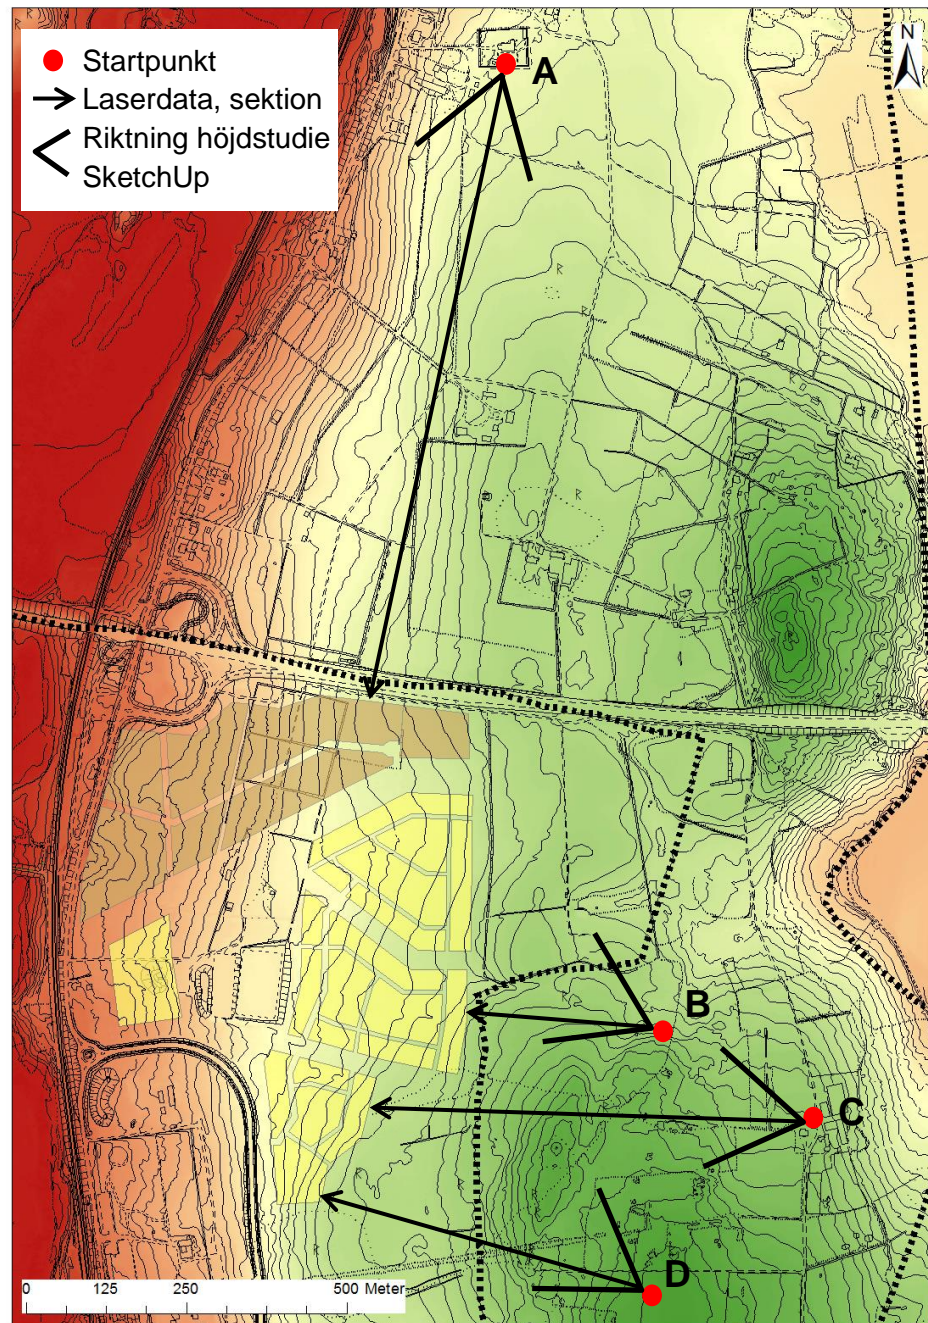 Startpunkt
Laserdata, sektion
Riktning höjdstudie
SketchUp
N
A
B
C
D
0 125 250 500 Meter